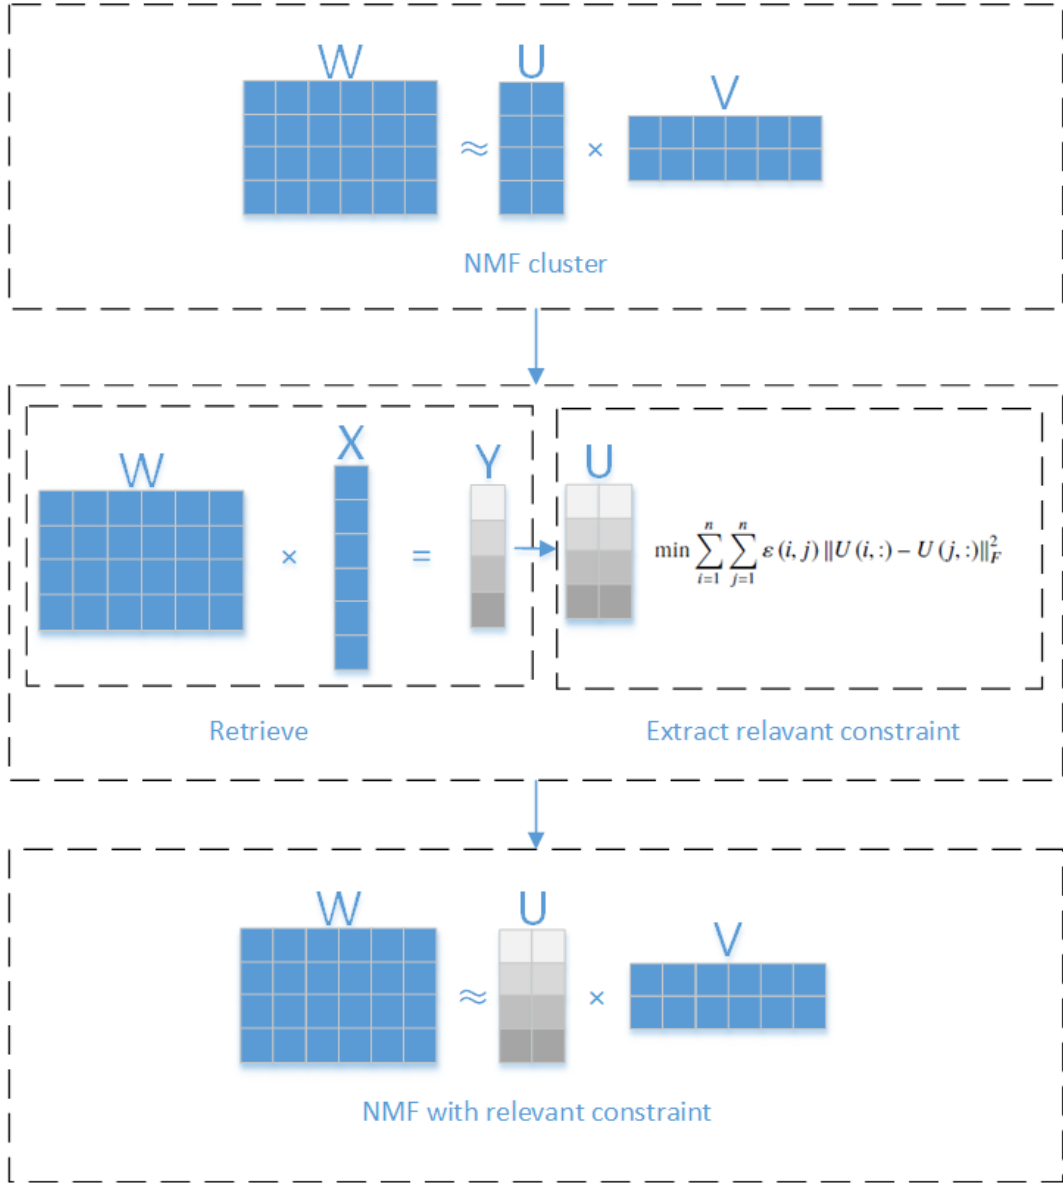 W U V
≈ ×
NMF cluster
W X Y U
× = min ∑_{i=1}^{n} ∑_{j=1}^{n} ε (i, j) ‖U (i, :) − U (j, :)‖_F^2
Retrieve Extract relavant constraint
W U V
≈ ×
NMF with relevant constraint